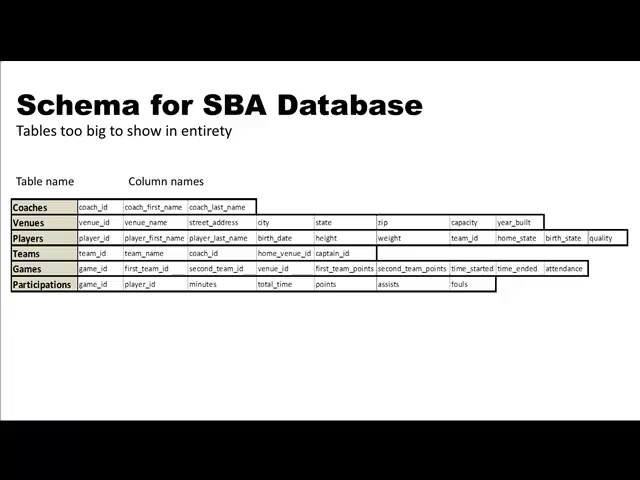 Schema for SBA Database
Tables too big to show in entirety
Table name Column names
Coaches coach_id coach_first_name coach_last_name
Venues venue_id venue_name street_address city state zip capacity year_built
Players player_id player_first_name player_last_name birth_date height weight team_id home_state birth_state quality
Teams team_id team_name coach_id home_venue_id captain_id
Games game_id first_team_id second_team_id venue_id first_team_points second_team_points time_started time_ended attendance
Participations game_id player_id minutes total_time points assists fouls